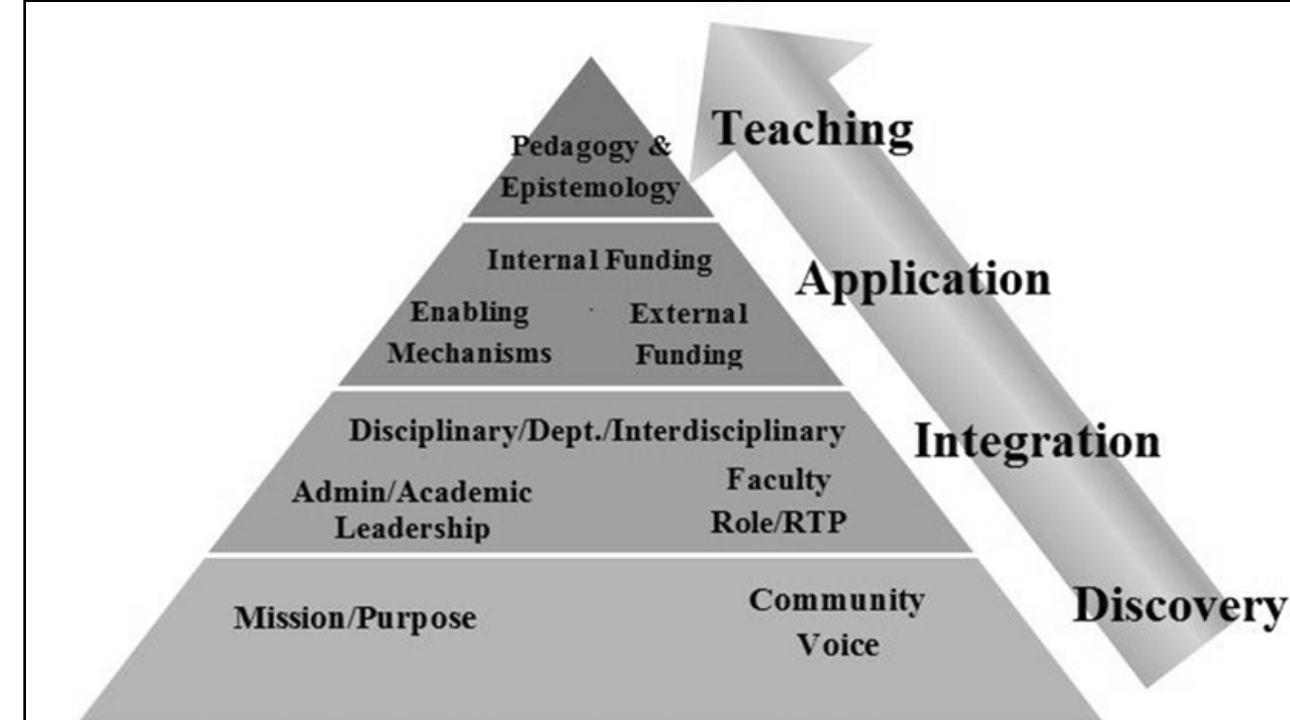 Pedagogy &
Epistemology
Teaching
Internal Funding
Enabling
Mechanisms
External
Funding
Application
Disciplinary/Dept./Interdisciplinary
Admin/Academic
Leadership
Faculty
Role/RTP
Integration
Mission/Purpose
Community
Voice
Discovery